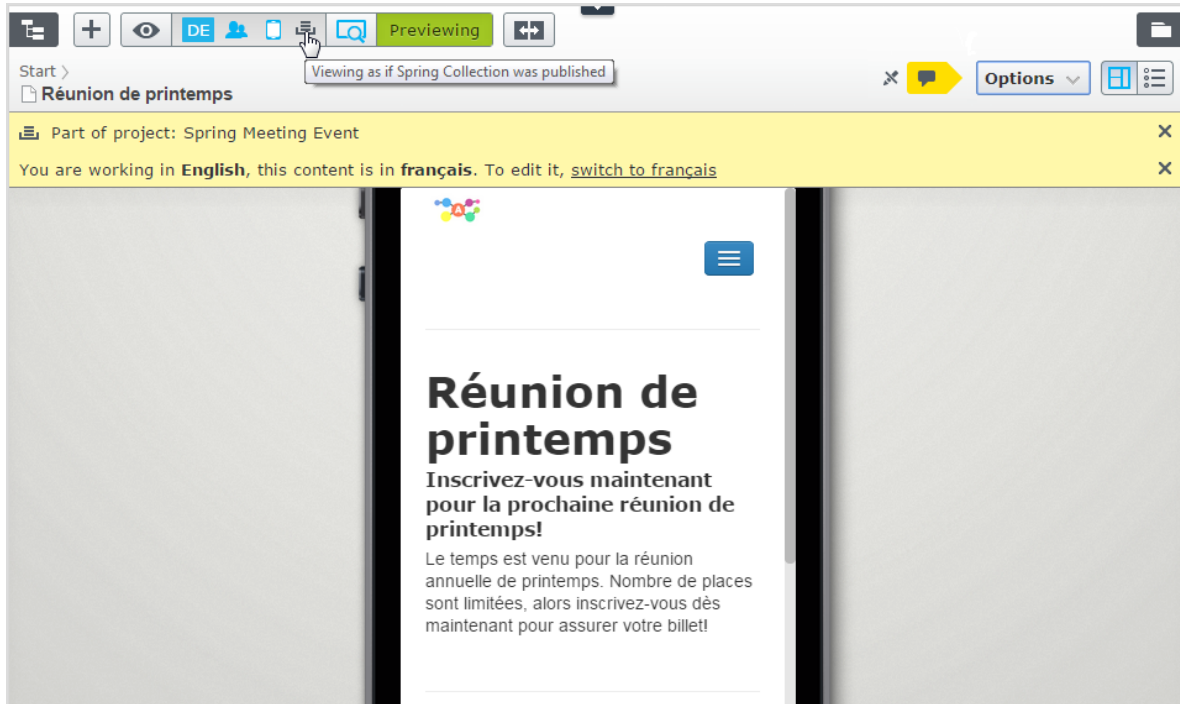 DE Previewing
Viewing as if Spring Collection was published
Start
Réunion de printemps
Options
Part of project: Spring Meeting Event
You are working in English, this content is in français. To edit it, switch to français
A
Réunion de
printemps
Inscrivez-vous maintenant
pour la prochaine réunion de
printemps!
Le temps est venu pour la réunion
annuelle de printemps. Nombre de places
sont limitées, alors inscrivez-vous dès
maintenant pour assurer votre billet!